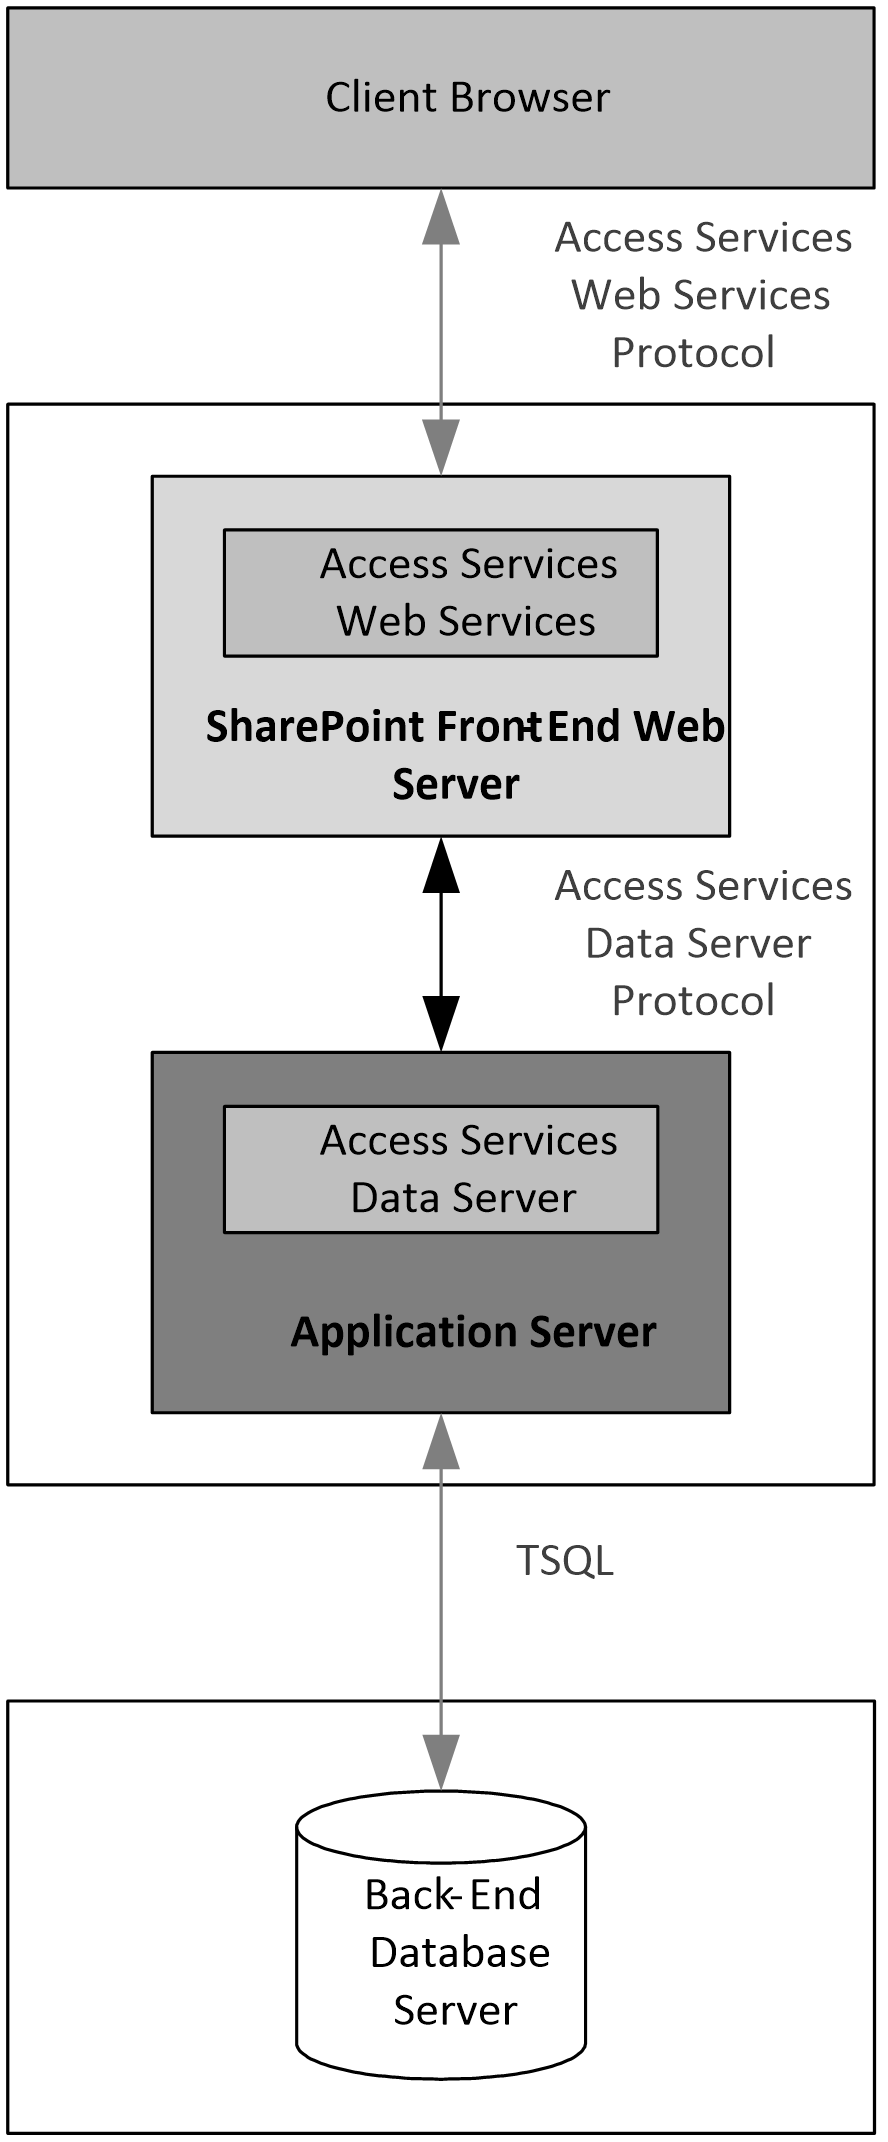 Client Browser
Access Services
Web Services
Protocol
Access Services
Web Services
SharePoint Front-End Web
Server
Access Services
Data Server
Protocol
Access Services
Data Server
Application Server
TSQL
Back-End
Database
Server